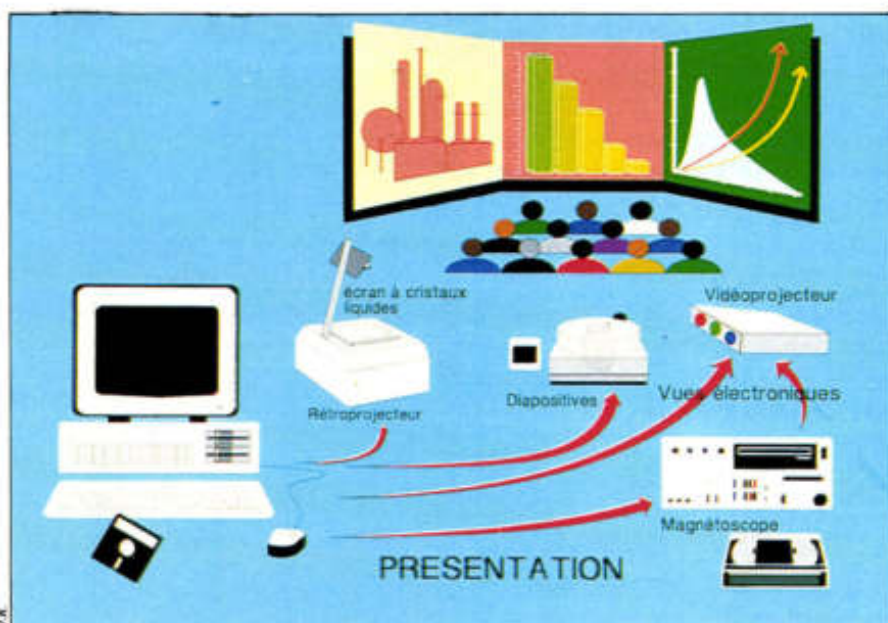 écran à cristaux
liquides
Vidéoprojecteur
Rétroprojecteur
Diapositives
Vues électroniques
Magnétoscope
PRESENTATION